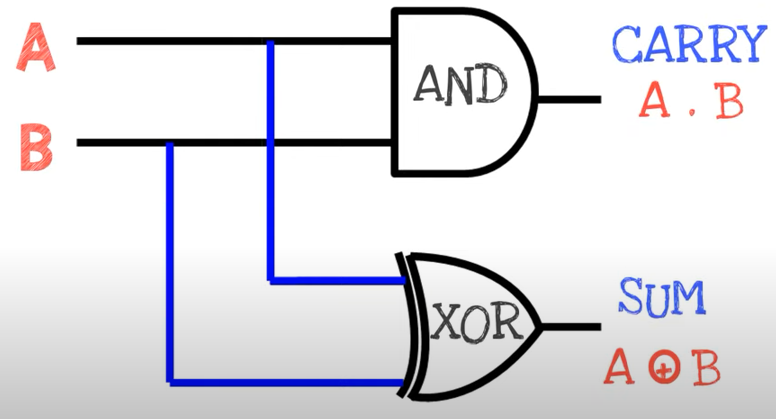 A
B
AND
CARRY
A . B
XOR
SUM
A ⊕ B